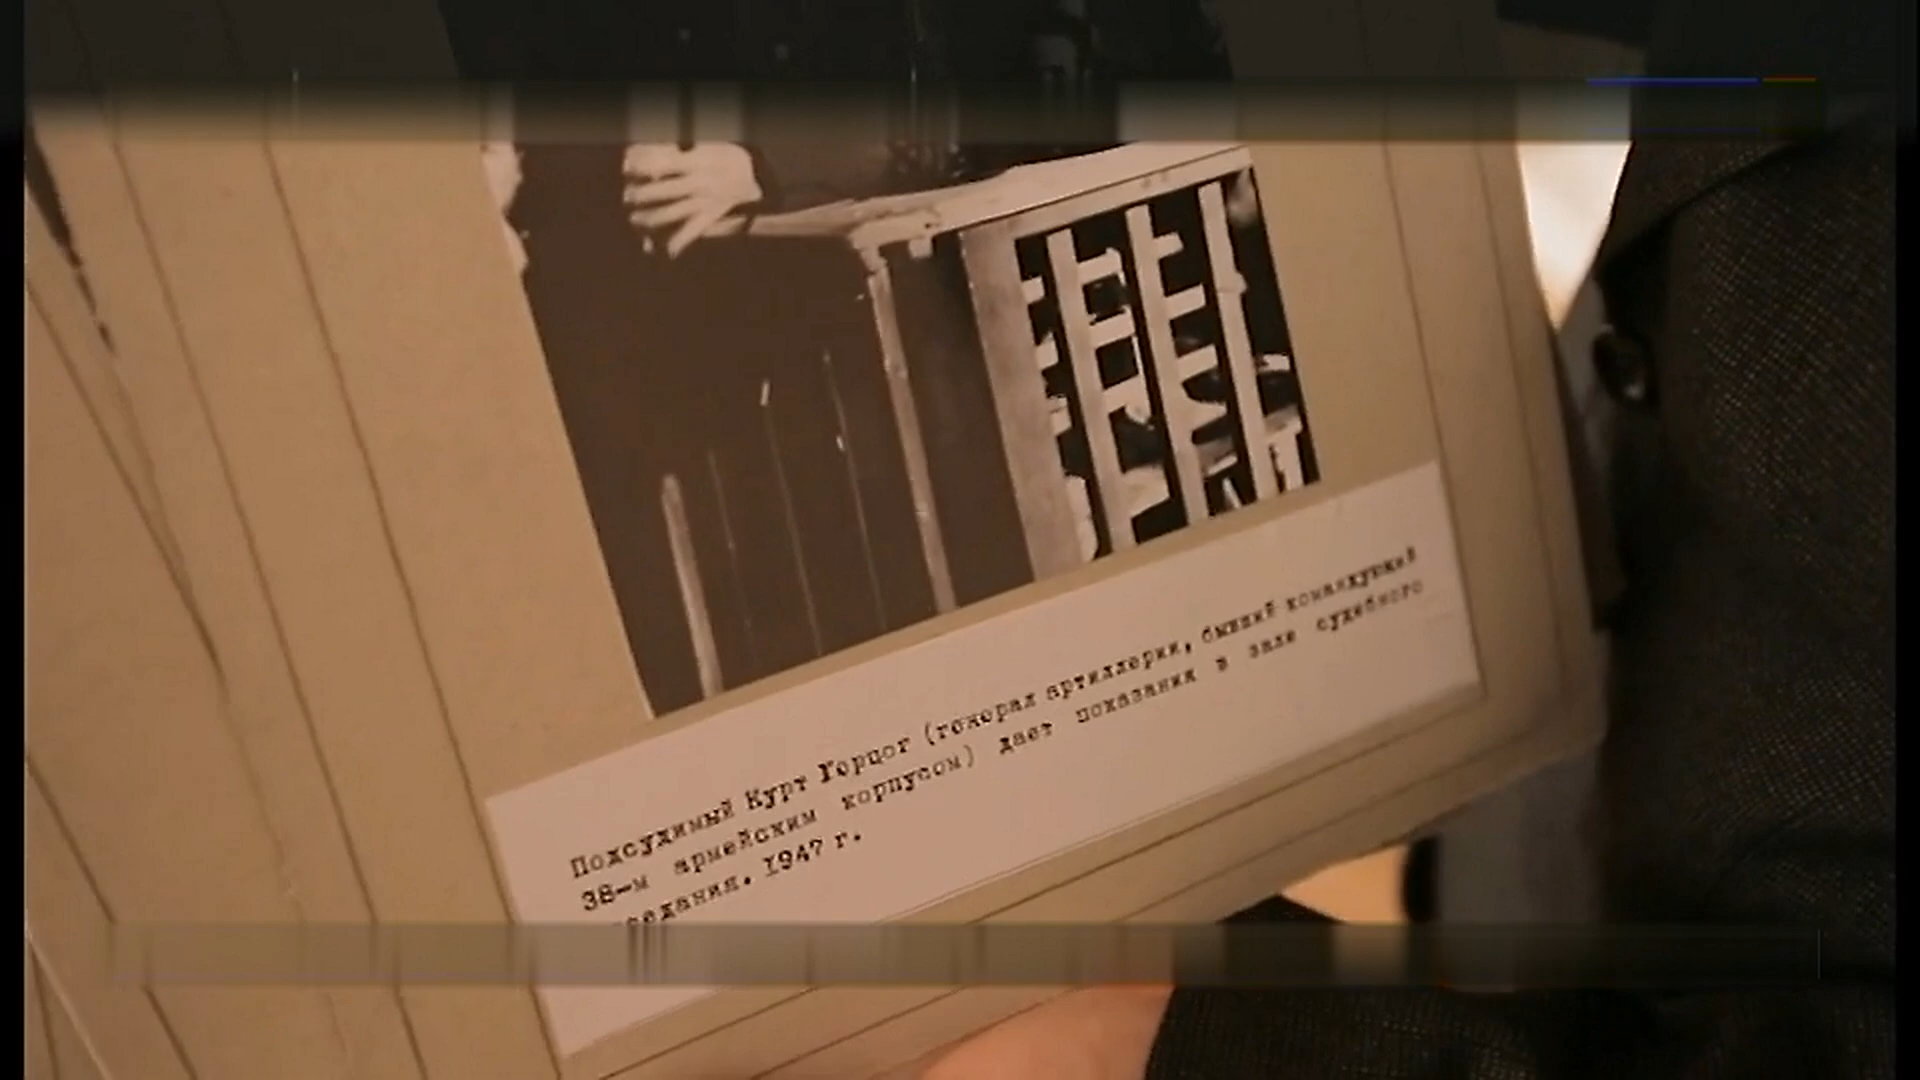 Подсудимый Курт Герцог (генерал артиллерии, бывший командующий
38-м армейским корпусом) дает показания в зале судебного
заседания. 1947 г.